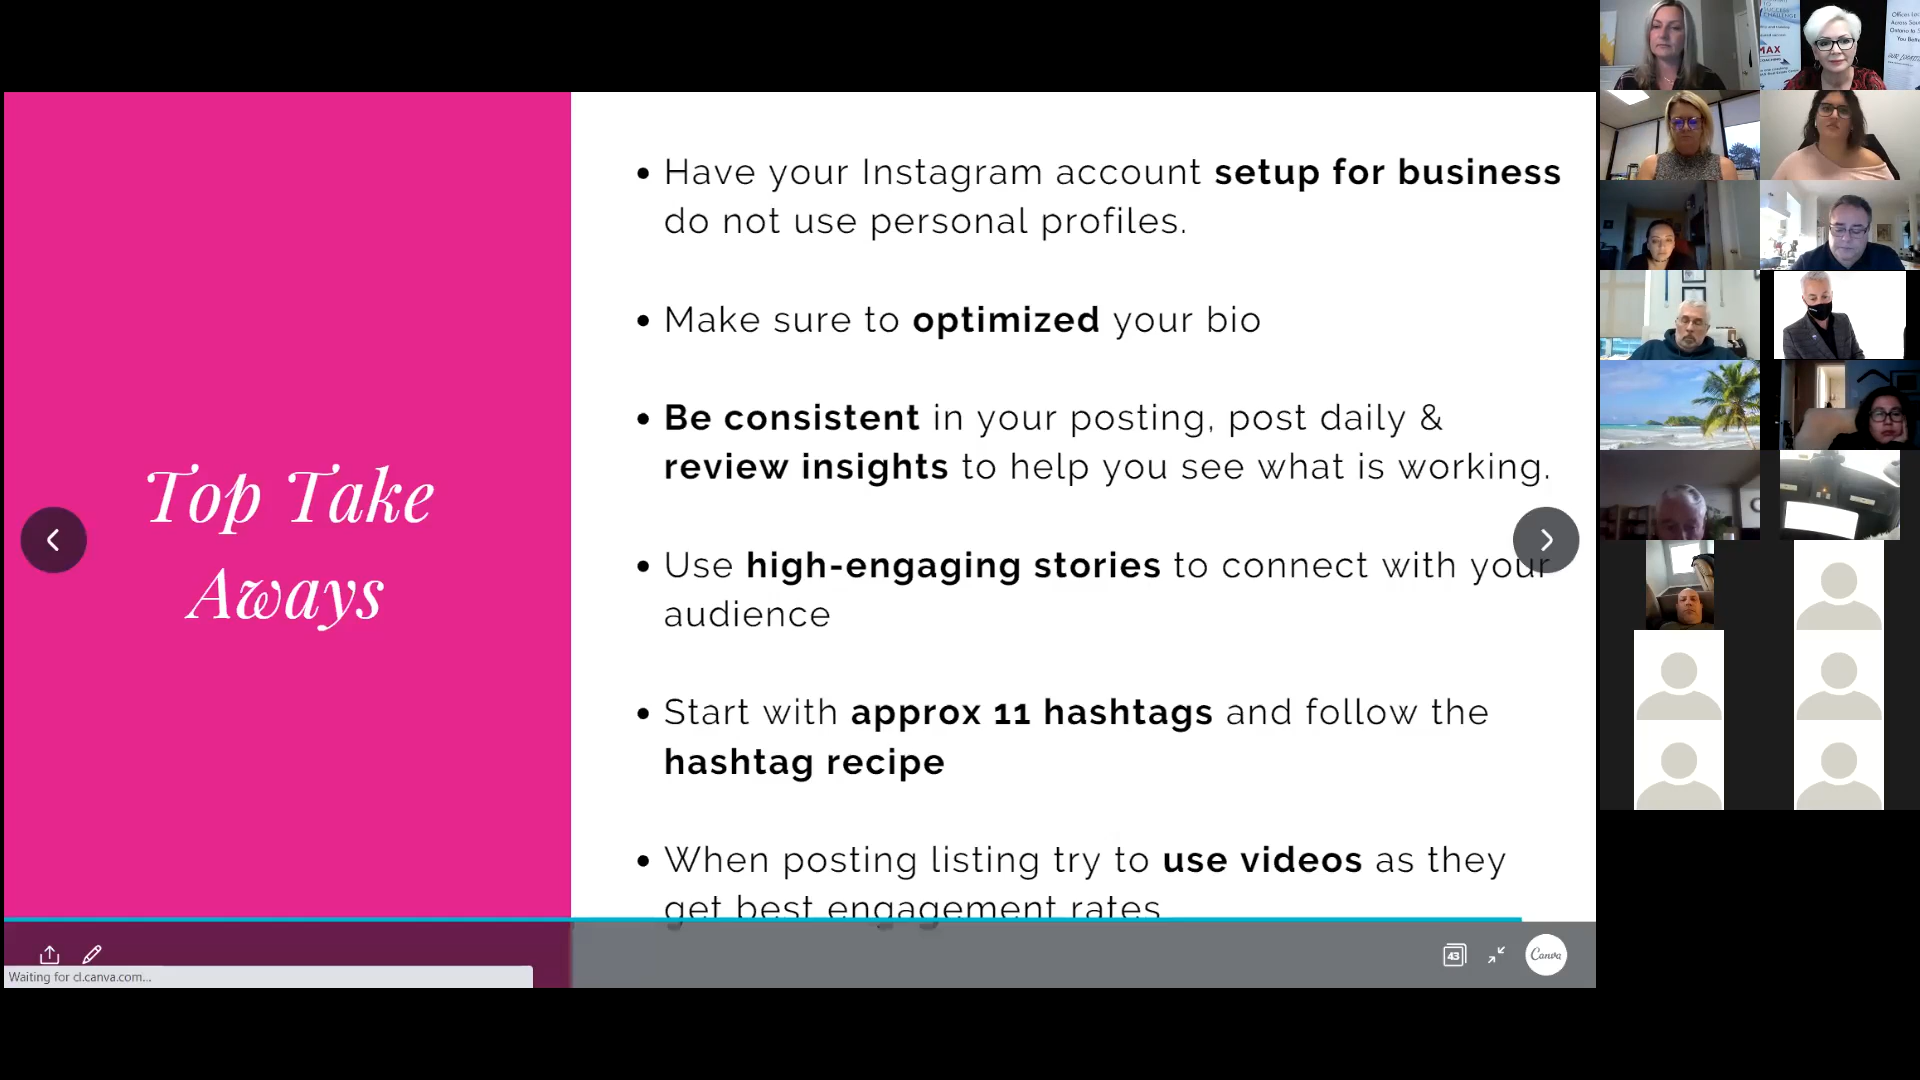 Top Take
Aways
• Have your Instagram account setup for business
do not use personal profiles.
• Make sure to optimized your bio
• Be consistent in your posting, post daily &
review insights to help you see what is working.
• Use high-engaging stories to connect with your
audience
• Start with approx 11 hashtags and follow the
hashtag recipe
• When posting listing try to use videos as they
get best engagement rates
43
Canva
Waiting for cl.canva.com...